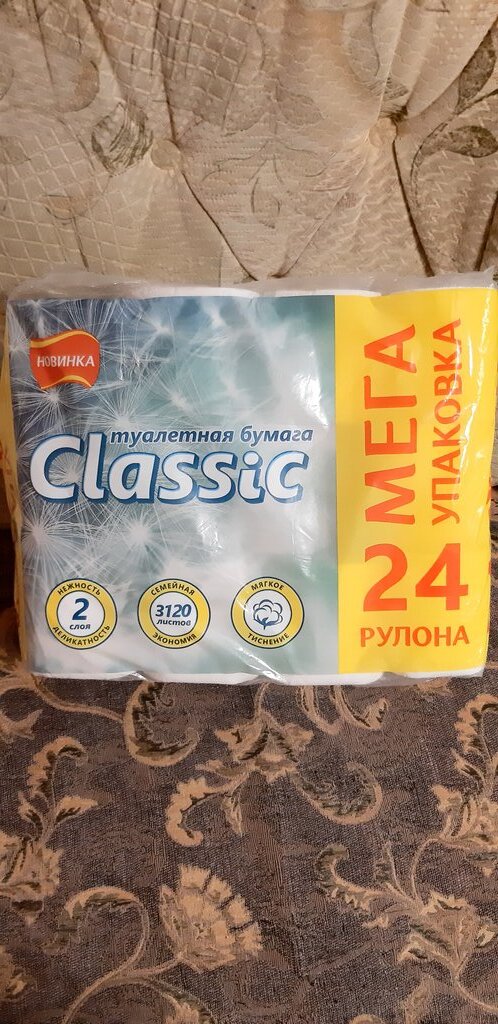 НОВИНКА
туалетная бумага
Classic
НЕЖНОСТЬ
2
слоя
ДЕЛИКАТНОСТЬ
СЕМЕЙНАЯ
3120
листов
ЭКОНОМИЯ
МЯГКОЕ
ТИСНЕНИЕ
МЕГА
УПАКОВКА
24
РУЛОНА